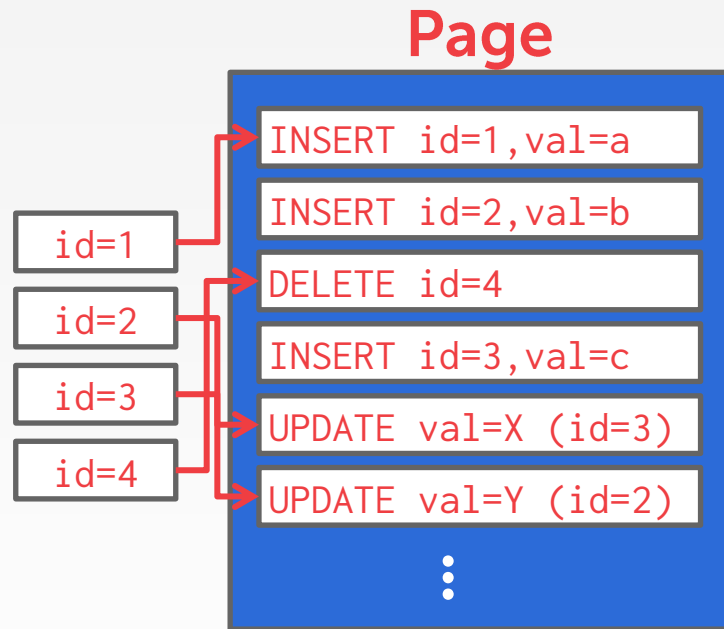 Page
INSERT id=1,val=a
INSERT id=2,val=b
DELETE id=4
INSERT id=3,val=c
UPDATE val=X (id=3)
UPDATE val=Y (id=2)
id=1
id=2
id=3
id=4